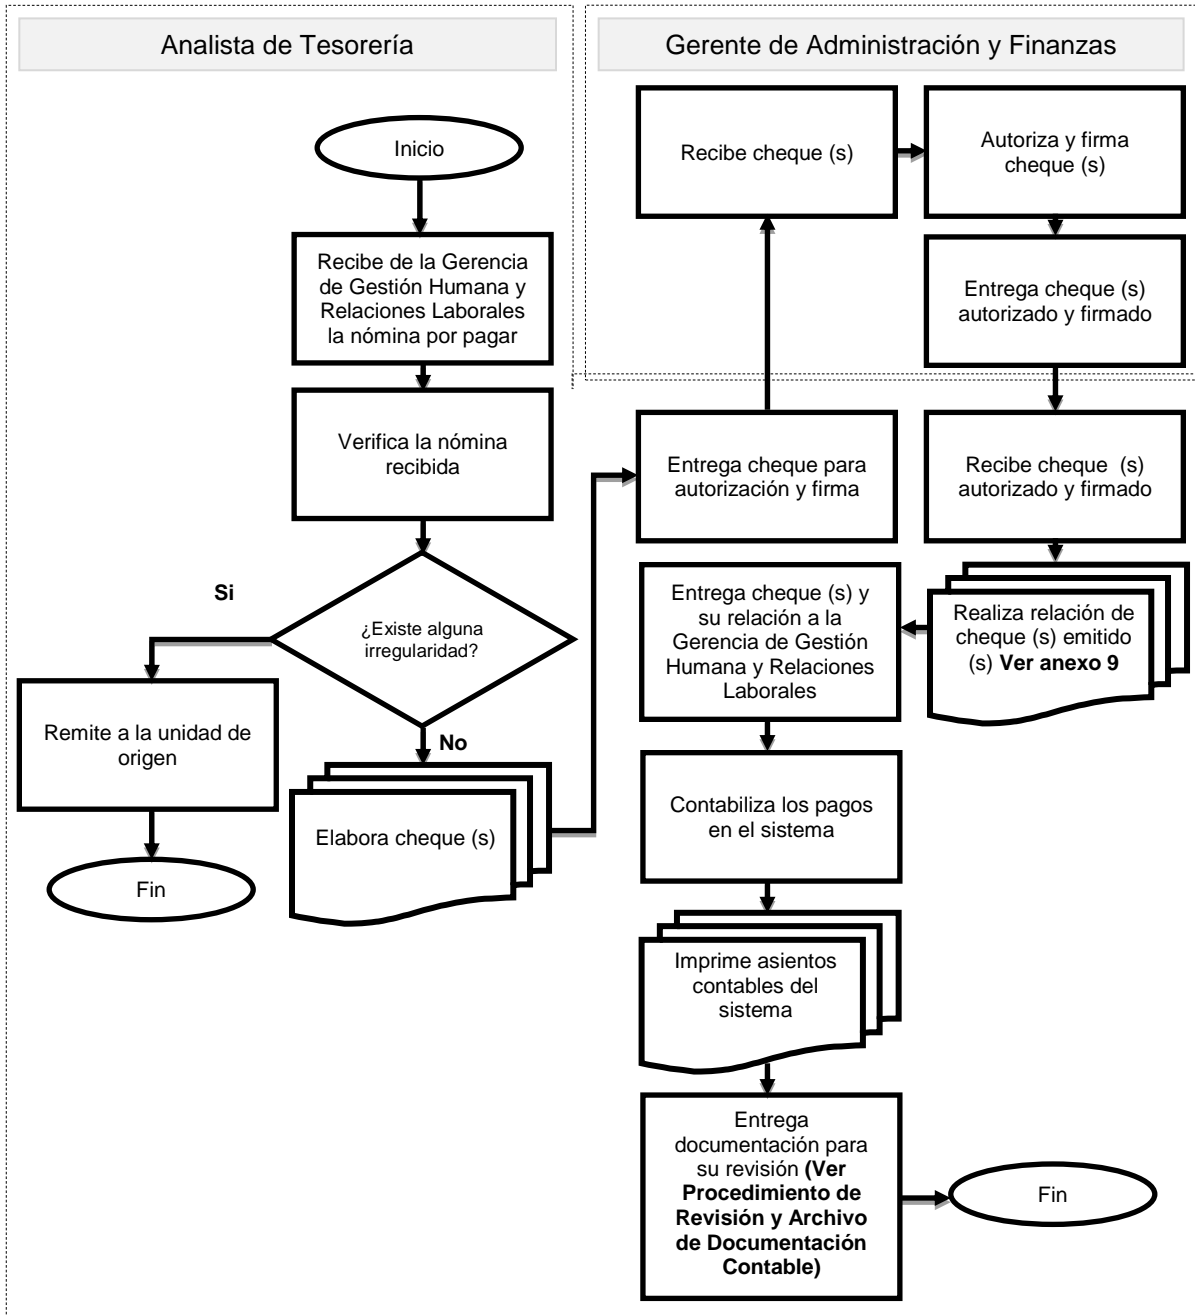 Analista de Tesorería
Gerente de Administración y Finanzas
Inicio
Recibe de la Gerencia
de Gestión Humana y
Relaciones Laborales
la nómina por pagar
Verifica la nómina
recibida
¿Existe alguna
irregularidad?
Si
Remite a la unidad de
origen
Fin
No
Elabora cheque (s)
Entrega cheque para
autorización y firma
Recibe cheque (s)
Autoriza y firma
cheque (s)
Entrega cheque (s)
autorizado y firmado
Recibe cheque (s)
autorizado y firmado
Realiza relación de
cheque (s) emitido
(s) Ver anexo 9
Entrega cheque (s) y
su relación a la
Gerencia de Gestión
Humana y Relaciones
Laborales
Contabiliza los pagos
en el sistema
Imprime asientos
contables del
sistema
Entrega
documentación para
su revisión (Ver
Procedimiento de
Revisión y Archivo
de Documentación
Contable)
Fin